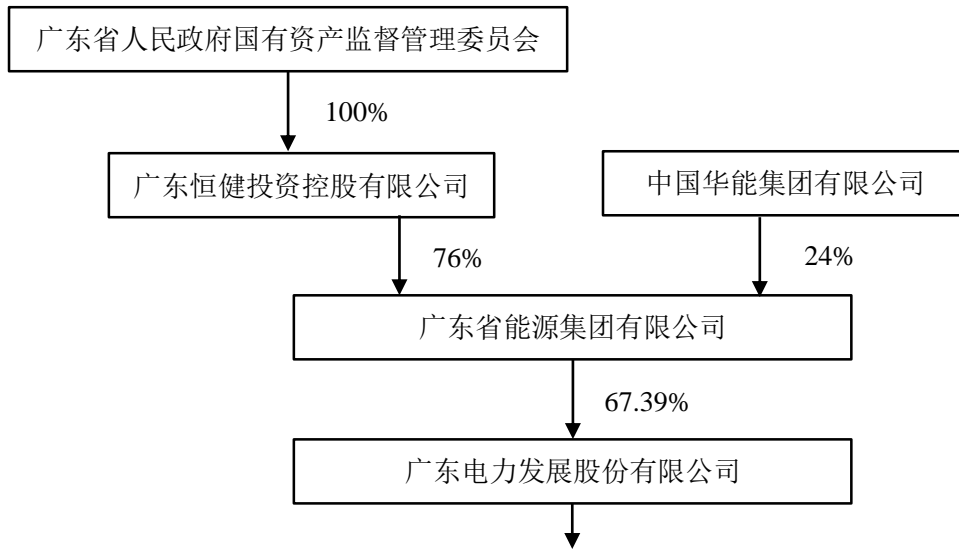 广东省人民政府国有资产监督管理委员会
100%
广东恒健投资控股有限公司
中国华能集团有限公司
76%
24%
广东省能源集团有限公司
67.39%
广东电力发展股份有限公司